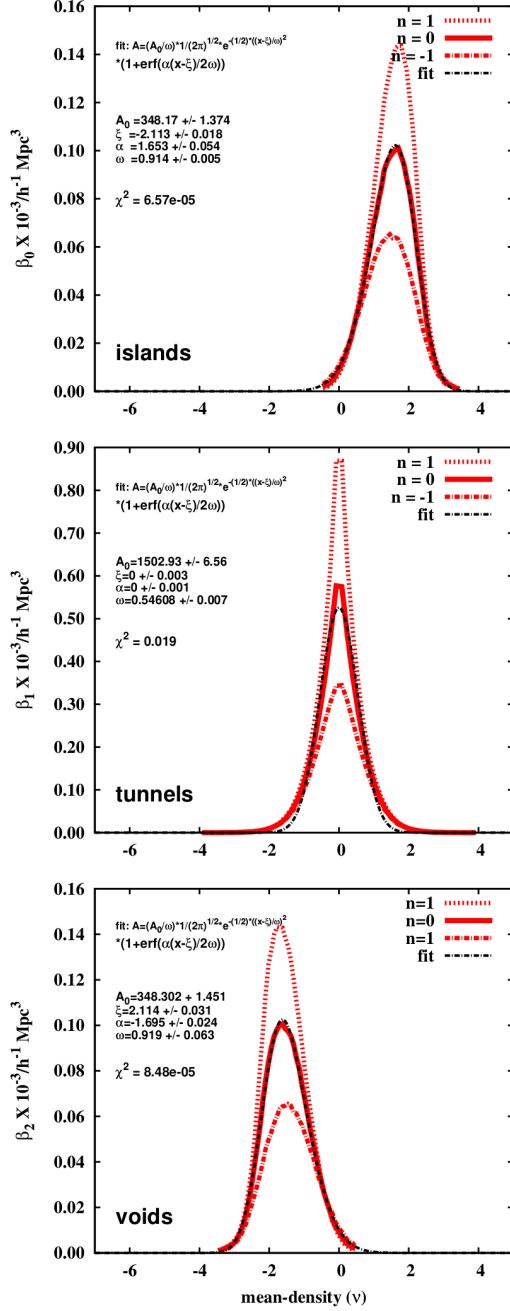 0.16
0.14
0.12
0.10
0.08
0.06
0.04
0.02
0.00
β0 X 10-3/h-1 Mpc3
fit: A=(A0/ω)*1/(2π)1/2*e-(1/2)*((x-ξ)/ω)2
*(1+erf(α(x-ξ)/2ω))
A0=348.17 +/- 1.374
ξ =-2.113 +/- 0.018
α =1.653 +/- 0.054
ω =0.914 +/- 0.005
χ2 = 6.57e-05
n = 1
n = 0
n = -1
fit
islands
-6 -4 -2 0 2 4
0.90
0.80
0.70
0.60
0.50
0.40
0.30
0.20
0.10
0.00
β1 X 10-3/h-1 Mpc3
fit: A=(A0/ω)*1/(2π)1/2*e-(1/2)*((x-ξ)/ω)2
*(1+erf(α(x-ξ)/2ω))
A0=1502.93 +/- 6.56
ξ=0 +/- 0.003
α=0 +/- 0.001
ω=0.54608 +/- 0.007
χ2 = 0.019
n = 1
n = 0
n = -1
fit
tunnels
-6 -4 -2 0 2 4
0.16
0.14
0.12
0.10
0.08
0.06
0.04
0.02
0.00
β2 X 10-3/h-1 Mpc3
fit: A=(A0/ω)*1/(2π)1/2*e-(1/2)*((x-ξ)/ω)2
*(1+erf(α(x-ξ)/2ω))
A0=348.302 + 1.451
ξ=2.114 +/- 0.031
α=-1.695 +/- 0.024
ω=0.919 +/- 0.063
χ2 = 8.48e-05
n=1
n=0
n=1
fit
voids
-6 -4 -2 0 2 4
mean-density (ν)